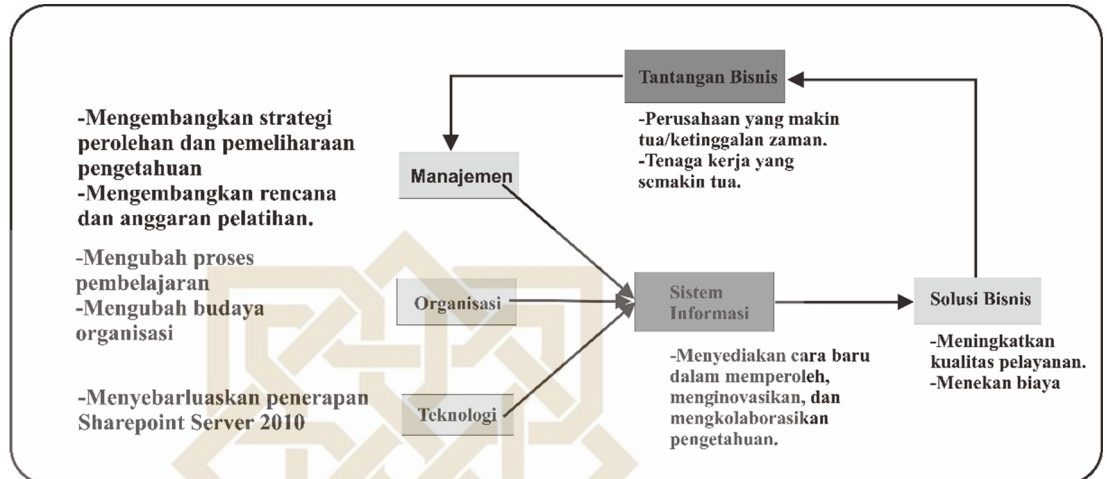 Tantangan Bisnis
-Perusahaan yang makin
tua/ketinggalan zaman.
-Tenaga kerja yang
semakin tua.
-Mengembangkan strategi
perolehan dan pemeliharaan
pengetahuan
-Mengembangkan rencana
dan anggaran pelatihan.
Manajemen
-Mengubah proses
pembelajaran
-Mengubah budaya
organisasi
Organisasi
Sistem
Informasi
Solusi Bisnis
-Menyediakan cara baru
dalam memperoleh,
menginovasikan, dan
mengkolaborasikan
pengetahuan.
-Meningkatkan
kualitas pelayanan.
-Menekan biaya
-Menyebarluaskan penerapan
Sharepoint Server 2010
Teknologi